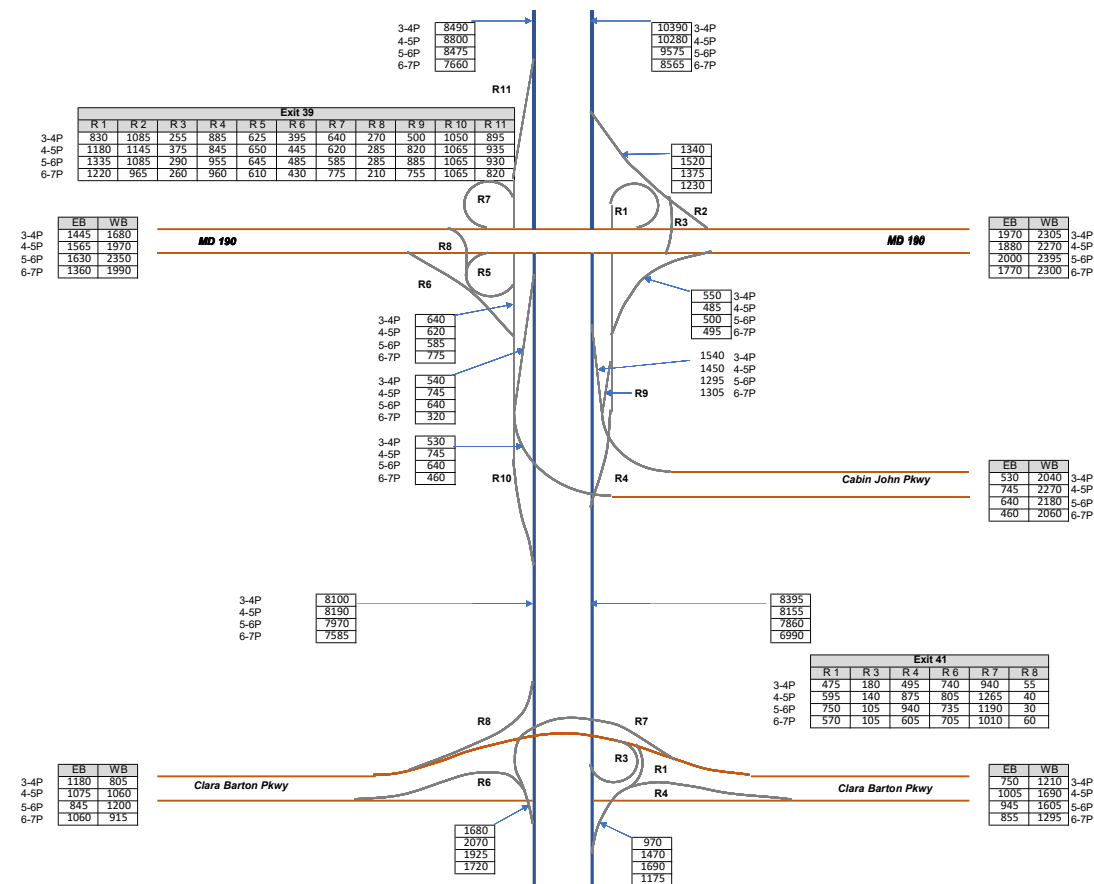 3-4P 8490 10390 3-4P
4-5P 8800 10280 4-5P
5-6P 8475 9575 5-6P
6-7P 7660 8565 6-7P
R11
Exit 39
R 1 R 2 R 3 R 4 R 5 R 6 R 7 R 8 R 9 R 10 R 11
3-4P 830 1085 255 885 625 395 640 270 500 1050 895
4-5P 1180 1145 375 845 650 445 620 285 820 1065 935
5-6P 1335 1085 290 955 645 485 585 285 885 1065 930
6-7P 1220 965 260 960 610 430 775 210 755 1065 820
1340
1520
1375
1230
R7 R1 R3 R2
EB WB
3-4P 1445 1680
4-5P 1565 1970
5-6P 1630 2350
6-7P 1360 1990
MD 190 R8 MD 190
EB WB
1970 2305 3-4P
1880 2270 4-5P
2000 2395 5-6P
1770 2300 6-7P
R6 R5
550 3-4P
485 4-5P
500 5-6P
495 6-7P
3-4P 640
4-5P 620
5-6P 585
6-7P 775
1540 3-4P
1450 4-5P
1295 5-6P
1305 6-7P
R9
3-4P 540
4-5P 745
5-6P 640
6-7P 320
3-4P 530
4-5P 745
5-6P 640
6-7P 460
R10 R4 Cabin John Pkwy
EB WB
530 2040 3-4P
745 2270 4-5P
640 2180 5-6P
460 2060 6-7P
3-4P 8100
4-5P 8190
5-6P 7970
6-7P 7585
8395
8155
7860
6990
Exit 41
R 1 R 3 R 4 R 6 R 7 R 8
3-4P 475 180 495 740 940 55
4-5P 595 140 875 805 1265 40
5-6P 750 105 940 735 1190 30
6-7P 570 105 605 705 1010 60
R8 R7
R3 R1
R6 R4
EB WB
3-4P 1180 805
4-5P 1075 1060
5-6P 845 1200
6-7P 1060 915
Clara Barton Pkwy Clara Barton Pkwy
EB WB
750 1210 3-4P
1005 1690 4-5P
945 1605 5-6P
855 1295 6-7P
1680
2070
1925
1720
970
1470
1690
1175